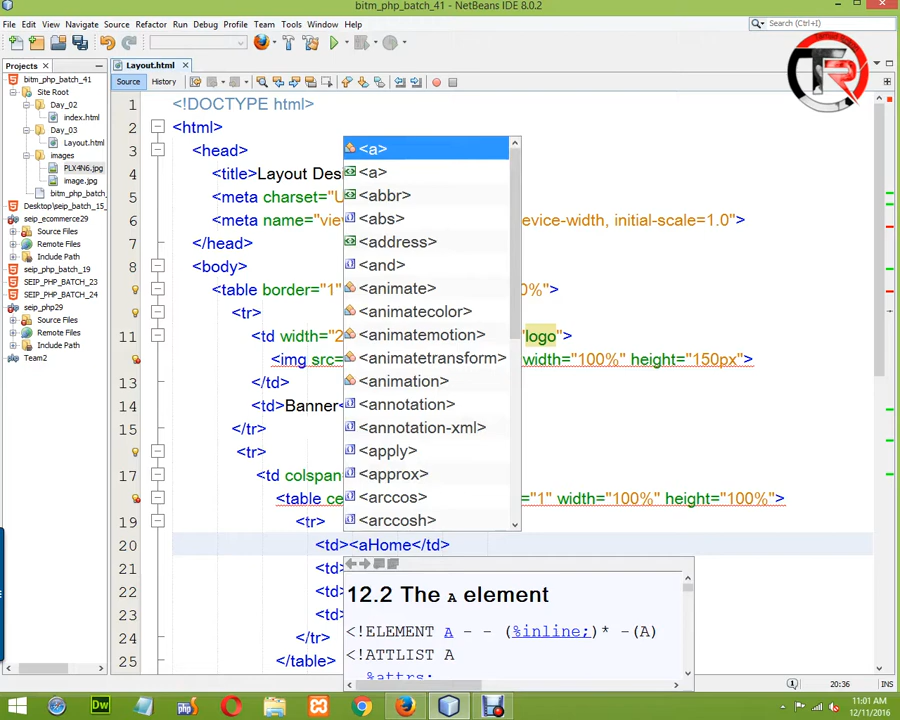 bitm_php_batch_41 - NetBeans IDE 8.0.2
File Edit View Navigate Source Refactor Run Debug Profile Team Tools Window Help
Search (Ctrl+I)
Projects
Layout.html
Source History
bitm_php_batch_41
Site Root
Day_02
index.html
Day_03
Layout.html
images
PLX4N6.jpg
image.jpg
bitm_php_batch_
Desktop\seip_batch_15_
seip_ecommerce29
Source Files
Remote Files
Include Path
seip_php_batch_19
SEIP_PHP_BATCH_23
SEIP_PHP_BATCH_24
seip_php29
Source Files
Remote Files
Include Path
Team2
TR
1 <!DOCTYPE html>
2 <html>
3 <head>
4 <title>Layout Des
5 <meta charset="U
6 <meta name="vie evice-width, initial-scale=1.0">
7 </head>
8 <body>
<table border="1" 0%">
<tr>
11 <td width="2 "logo">
<img src= width="100%" height="150px">
13 </td>
14 <td>Banner<
15 </tr>
<tr>
17 <td colspan
<table ce ="1" width="100%" height="100%">
19 <tr>
20 <td><aHome</td>
21 <td>
22 <td>
23 <td>
24 </tr>
25 </table>
<a>
<a>
<abbr>
<abs>
<address>
<and>
<animate>
<animatecolor>
<animatemotion>
<animatetransform>
<animation>
<annotation>
<annotation-xml>
<apply>
<approx>
<arccos>
<arccosh>
12.2 The A element
<!ELEMENT A - - (%inline;)* -(A)
<!ATTLIST A
%attrs;
20:36 INS
Dw
php
11:01 AM
12/11/2016